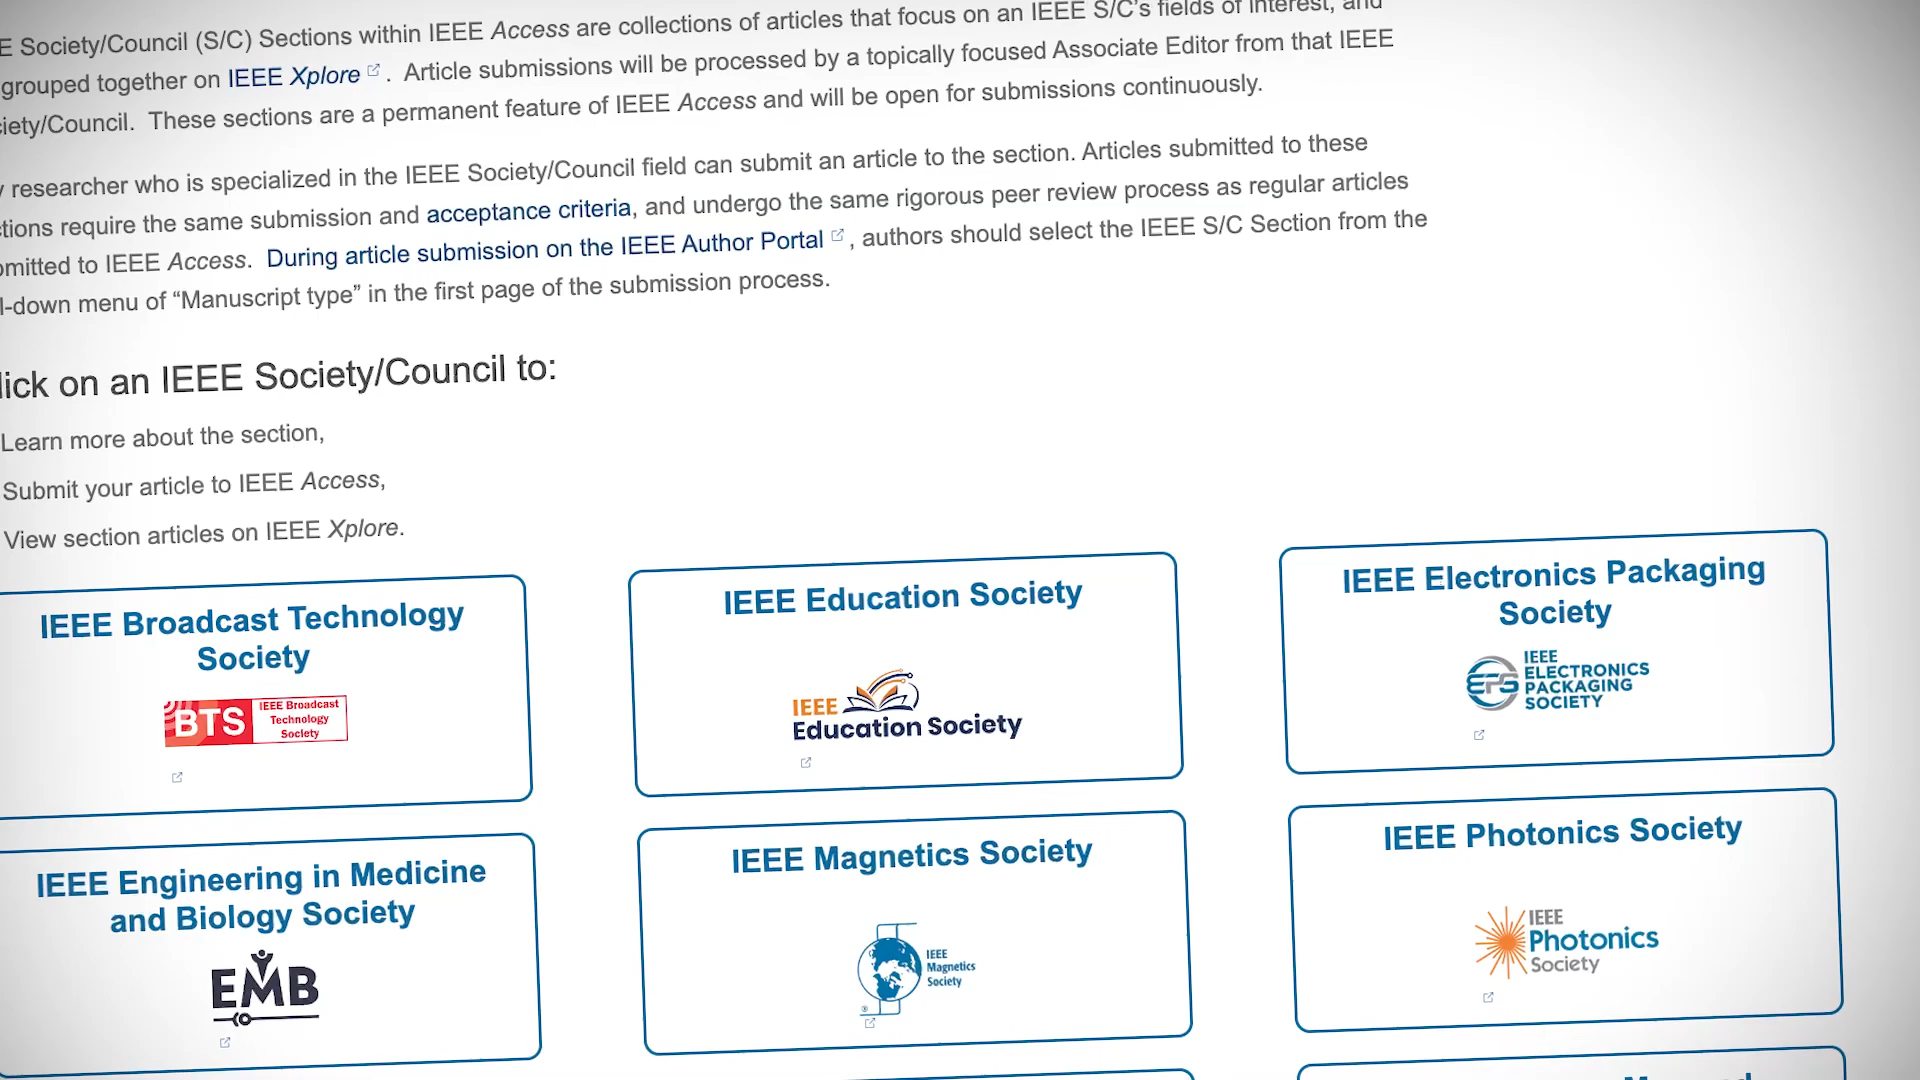 E Society/Council (S/C) Sections within IEEE Access are collections of articles that focus on an IEEE S/C's fields of interest, and
grouped together on IEEE Xplore . Article submissions will be processed by a topically focused Associate Editor from that IEEE
iety/Council. These sections are a permanent feature of IEEE Access and will be open for submissions continuously.
researcher who is specialized in the IEEE Society/Council field can submit an article to the section. Articles submitted to these
tions require the same submission and acceptance criteria, and undergo the same rigorous peer review process as regular articles
mitted to IEEE Access. During article submission on the IEEE Author Portal , authors should select the IEEE S/C Section from the
l-down menu of “Manuscript type” in the first page of the submission process.
lick on an IEEE Society/Council to:
Learn more about the section,
Submit your article to IEEE Access,
View section articles on IEEE Xplore.
IEEE Broadcast Technology
Society
BTS
IEEE Broadcast
Technology
Society
IEEE Education Society
IEEE
Education Society
IEEE Electronics Packaging
Society
EPS
IEEE
ELECTRONICS
PACKAGING
SOCIETY
IEEE Engineering in Medicine
and Biology Society
EMB
IEEE Magnetics Society
IEEE
Magnetics
Society
IEEE Photonics Society
IEEE
Photonics
Society